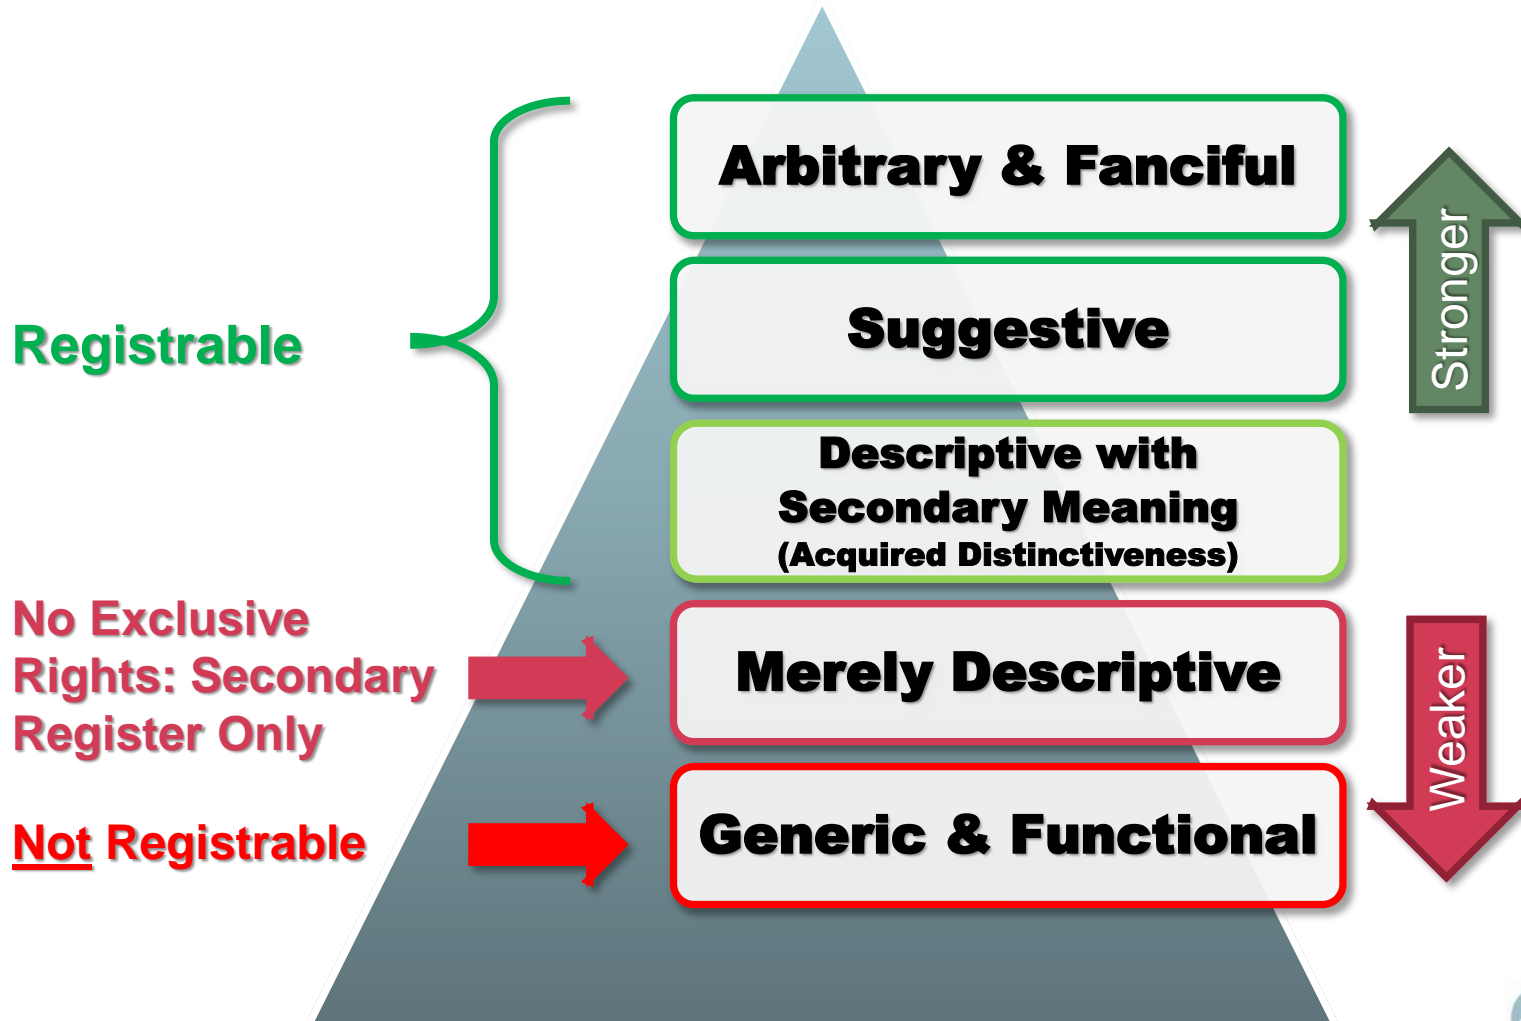 Arbitrary & Fanciful
Stronger
Suggestive
Registrable
Descriptive with
Secondary Meaning
(Acquired Distinctiveness)
No Exclusive
Rights: Secondary
Register Only
Merely Descriptive
Weaker
Not Registrable
Generic & Functional